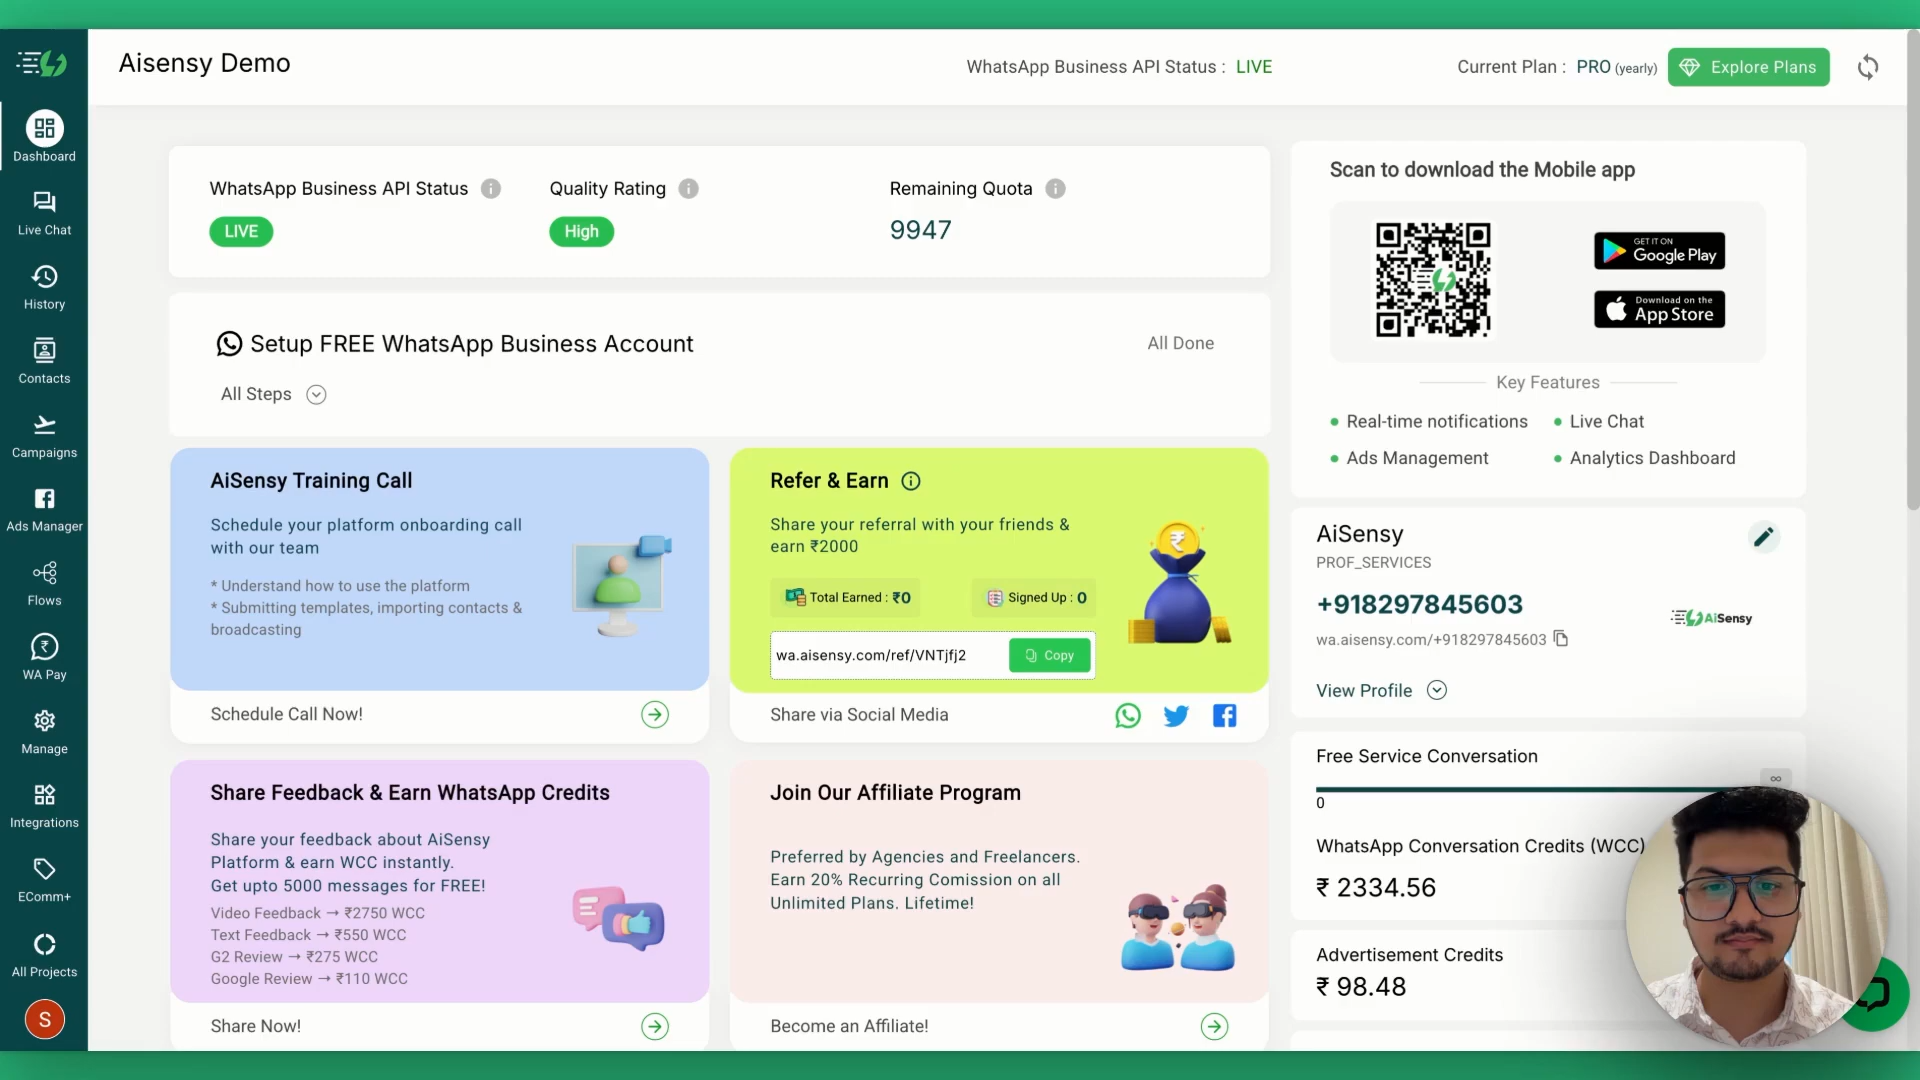 Aisensy Demo
WhatsApp Business API Status : LIVE
Current Plan : PRO (yearly)
Explore Plans
Dashboard
Live Chat
History
Contacts
Campaigns
Ads Manager
Flows
WA Pay
Manage
Integrations
EComm+
All Projects
S
WhatsApp Business API Status
LIVE
Quality Rating
High
Remaining Quota
9947
Setup FREE WhatsApp Business Account
All Done
All Steps
AiSensy Training Call
Schedule your platform onboarding call
with our team
* Understand how to use the platform
* Submitting templates, importing contacts &
broadcasting
Schedule Call Now!
Refer & Earn
Share your referral with your friends &
earn ₹2000
Total Earned : ₹0
Signed Up : 0
wa.aisensy.com/ref/VNTjfj2
Copy
Share via Social Media
Share Feedback & Earn WhatsApp Credits
Share your feedback about AiSensy
Platform & earn WCC instantly.
Get upto 5000 messages for FREE!
Video Feedback → ₹2750 WCC
Text Feedback → ₹550 WCC
G2 Review → ₹275 WCC
Google Review → ₹110 WCC
Share Now!
Join Our Affiliate Program
Preferred by Agencies and Freelancers.
Earn 20% Recurring Comission on all
Unlimited Plans. Lifetime!
Become an Affiliate!
Scan to download the Mobile app
GET IT ON
Google Play
Download on the
App Store
Key Features
Real-time notifications
Live Chat
Ads Management
Analytics Dashboard
AiSensy
PROF_SERVICES
+918297845603
wa.aisensy.com/+918297845603
AiSensy
View Profile
Free Service Conversation
∞
0
WhatsApp Conversation Credits (WCC)
₹ 2334.56
Advertisement Credits
₹ 98.48